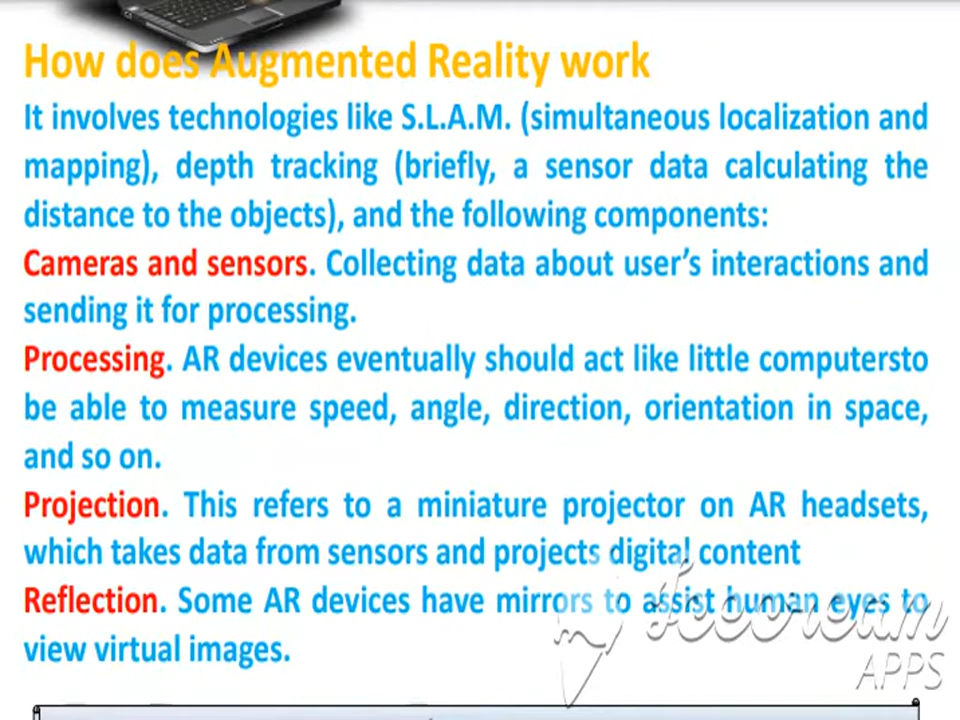 How does Augmented Reality work
It involves technologies like S.L.A.M. (simultaneous localization and
mapping), depth tracking (briefly, a sensor data calculating the
distance to the objects), and the following components:
Cameras and sensors. Collecting data about user's interactions and
sending it for processing.
Processing. AR devices eventually should act like little computersto
be able to measure speed, angle, direction, orientation in space,
and so on.
Projection. This refers to a miniature projector on AR headsets,
which takes data from sensors and projects digital content
Reflection. Some AR devices have mirrors to assist human eyes to
view virtual images.
Icecream
APPS